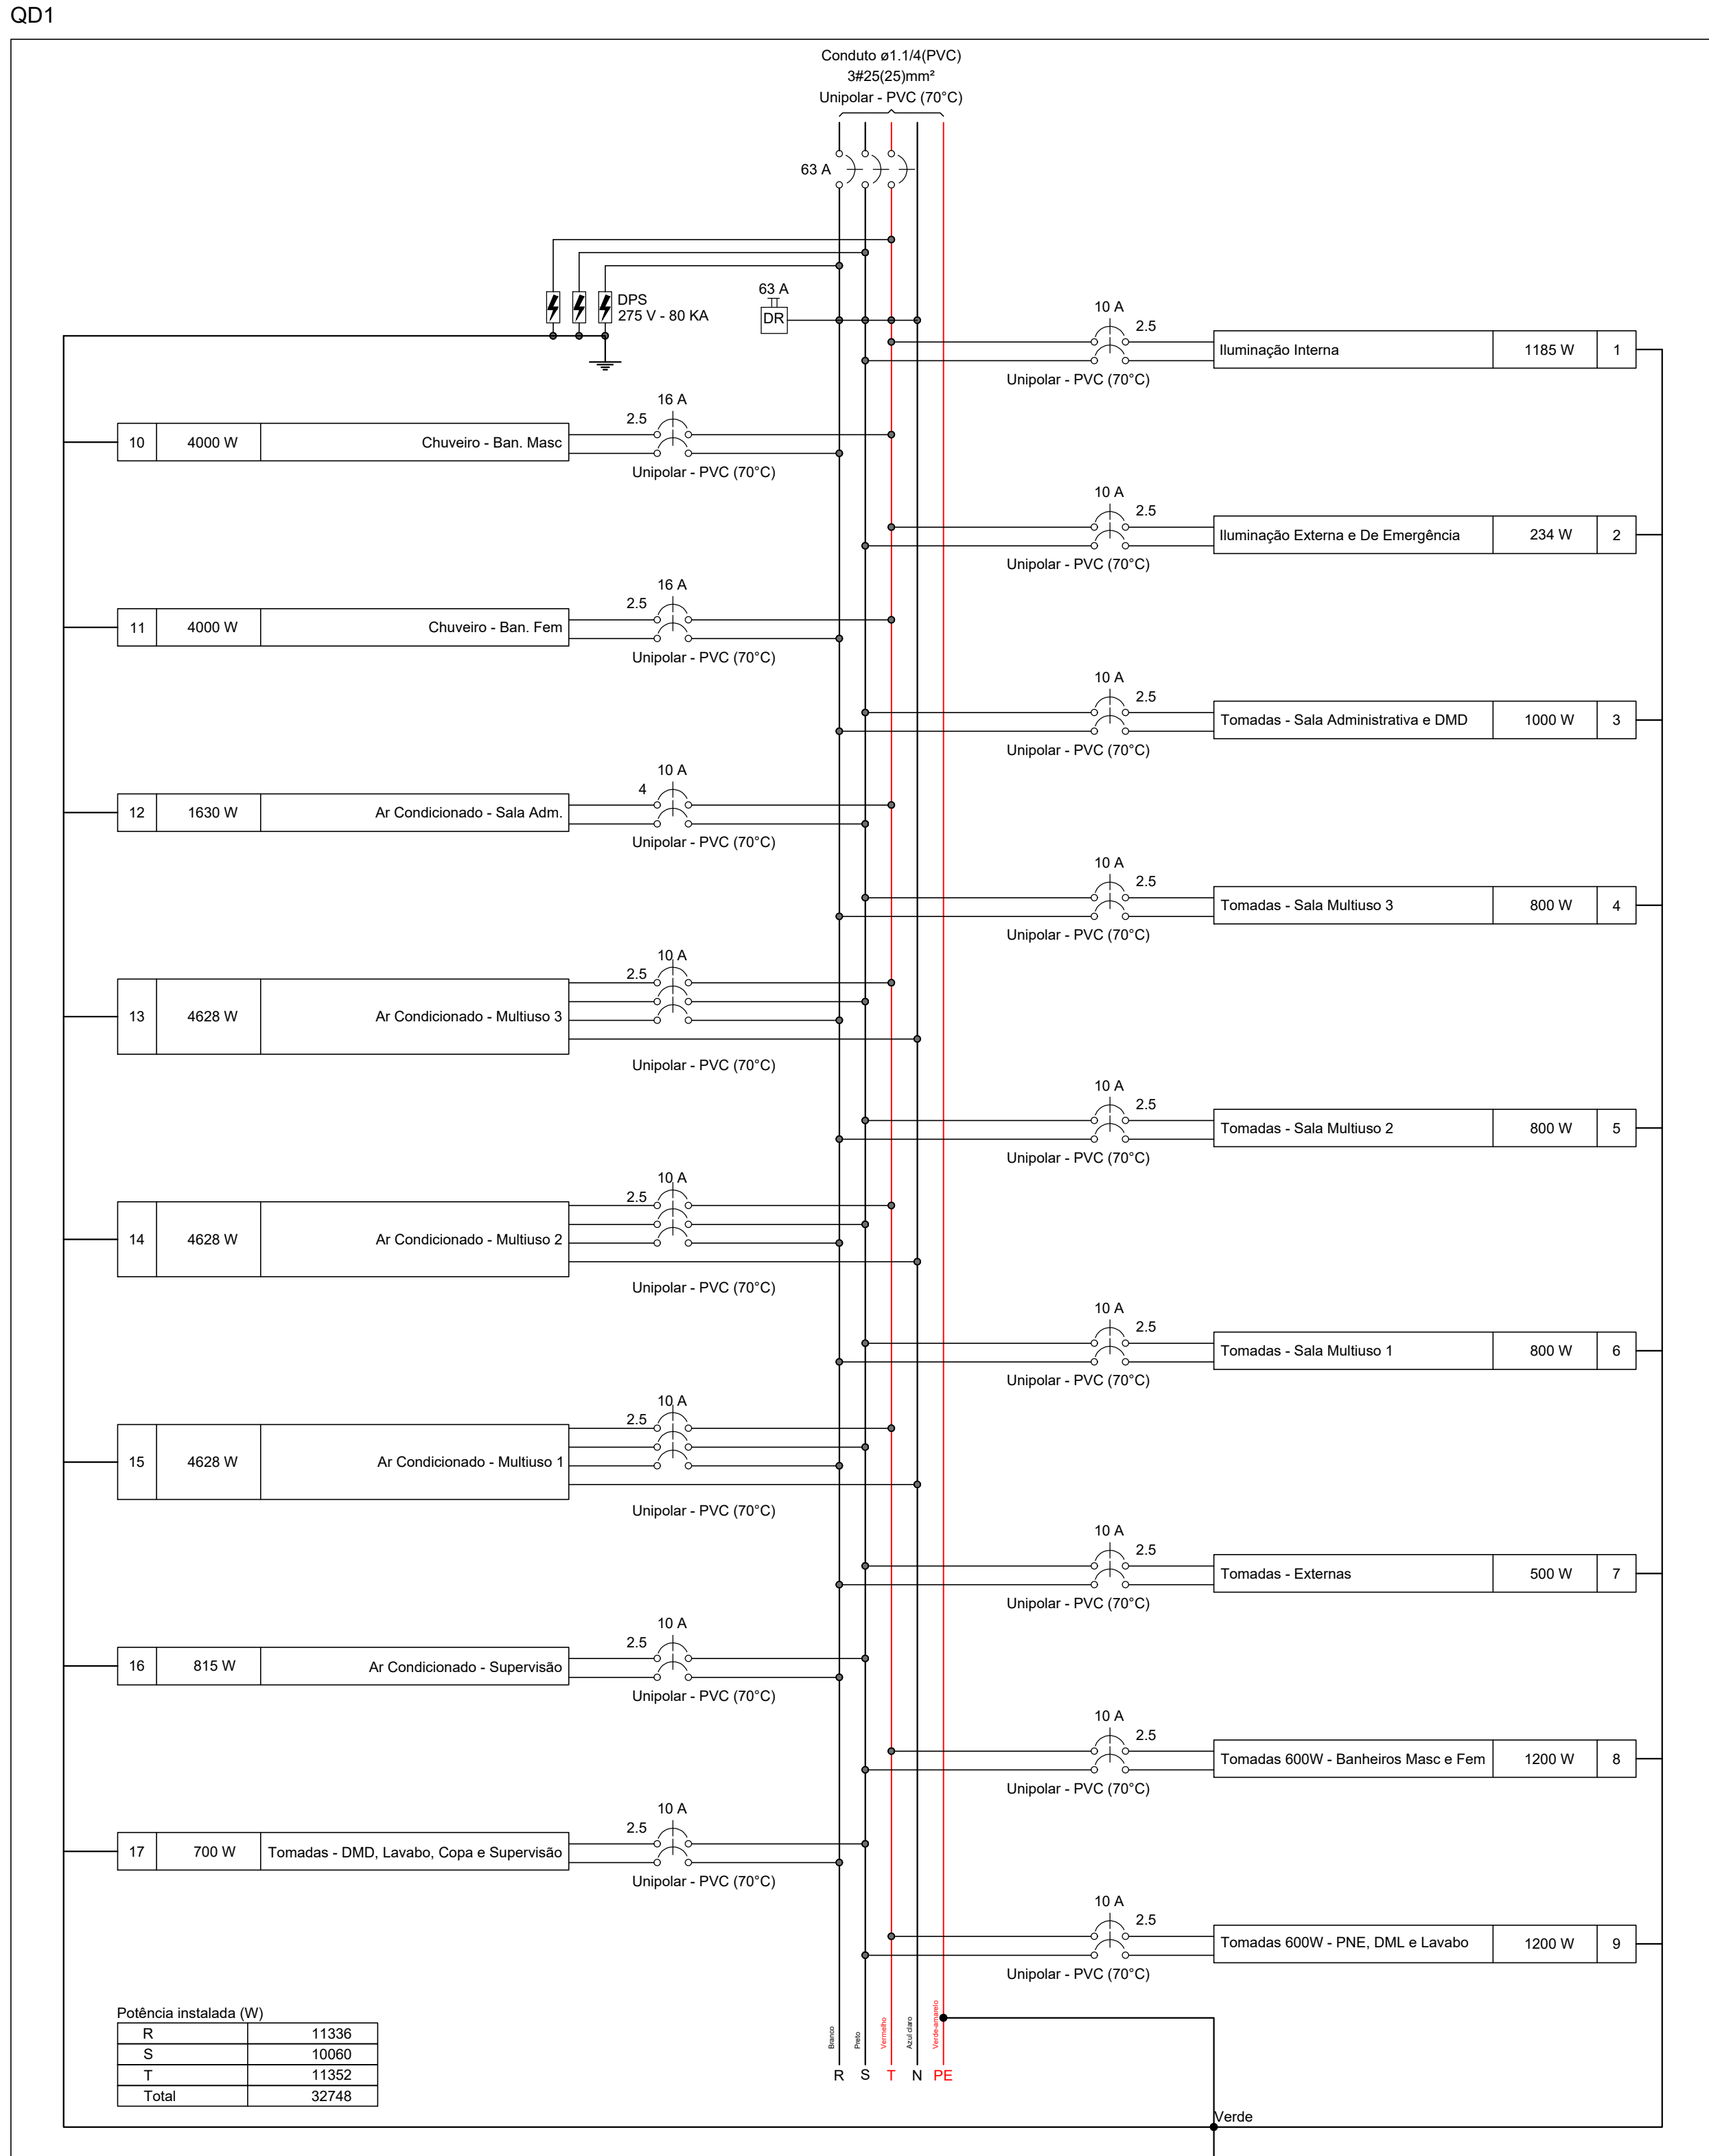 QD1
Conduto ø1.1/4(PVC)
3#25(25)mm²
Unipolar - PVC (70°C)
63 A
DPS
275 V - 80 KA
63 A
DR
10 A
2.5
Iluminação Interna 1185 W 1
Unipolar - PVC (70°C)
16 A
2.5
10 4000 W Chuveiro - Ban. Masc
Unipolar - PVC (70°C)
10 A
2.5
Iluminação Externa e De Emergência 234 W 2
Unipolar - PVC (70°C)
16 A
2.5
11 4000 W Chuveiro - Ban. Fem
Unipolar - PVC (70°C)
10 A
2.5
Tomadas - Sala Administrativa e DMD 1000 W 3
Unipolar - PVC (70°C)
10 A
4
12 1630 W Ar Condicionado - Sala Adm.
Unipolar - PVC (70°C)
10 A
2.5
Tomadas - Sala Multiuso 3 800 W 4
Unipolar - PVC (70°C)
10 A
2.5
13 4628 W Ar Condicionado - Multiuso 3
Unipolar - PVC (70°C)
10 A
2.5
Tomadas - Sala Multiuso 2 800 W 5
Unipolar - PVC (70°C)
10 A
2.5
14 4628 W Ar Condicionado - Multiuso 2
Unipolar - PVC (70°C)
10 A
2.5
Tomadas - Sala Multiuso 1 800 W 6
Unipolar - PVC (70°C)
10 A
2.5
15 4628 W Ar Condicionado - Multiuso 1
Unipolar - PVC (70°C)
10 A
2.5
Tomadas - Externas 500 W 7
Unipolar - PVC (70°C)
10 A
2.5
16 815 W Ar Condicionado - Supervisão
Unipolar - PVC (70°C)
10 A
2.5
Tomadas 600W - Banheiros Masc e Fem 1200 W 8
Unipolar - PVC (70°C)
10 A
2.5
17 700 W Tomadas - DMD, Lavabo, Copa e Supervisão
Unipolar - PVC (70°C)
10 A
2.5
Tomadas 600W - PNE, DML e Lavabo 1200 W 9
Unipolar - PVC (70°C)
Potência instalada (W)
R 11336
S 10060
T 11352
Total 32748
Branco
Preto
Vermelho
Azul claro
Verde-amarelo
R S T N PE
Verde